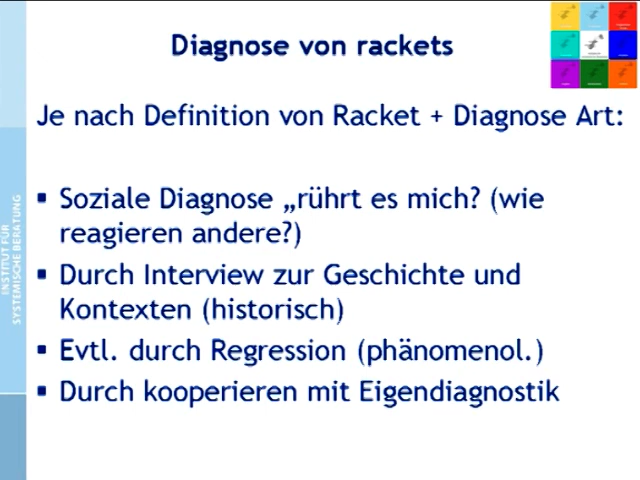 Diagnose von rackets
Je nach Definition von Racket + Diagnose Art:
▪ Soziale Diagnose „rührt es mich? (wie
reagieren andere?)
▪ Durch Interview zur Geschichte und
Kontexten (historisch)
▪ Evtl. durch Regression (phänomenol.)
▪ Durch kooperieren mit Eigendiagnostik
INSTITUT FÜR
SYSTEMISCHE BERATUNG